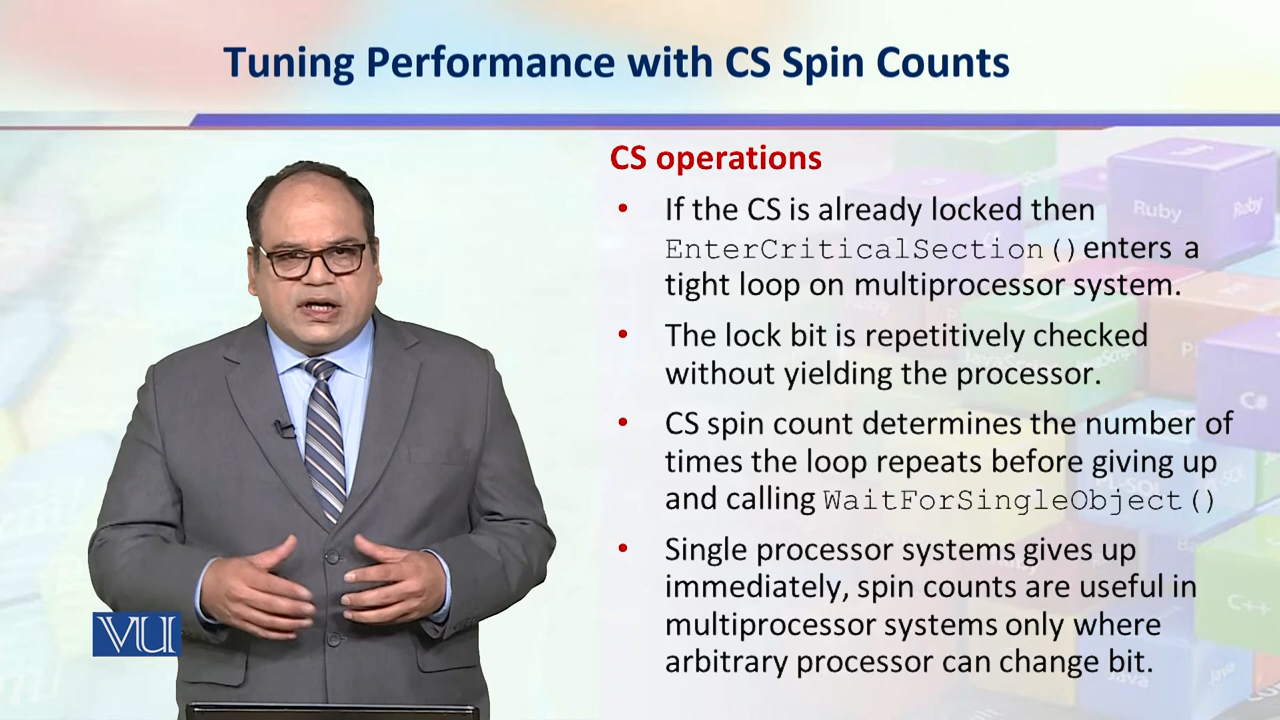 Tuning Performance with CS Spin Counts
CS operations
• If the CS is already locked then
EnterCriticalSection() enters a
tight loop on multiprocessor system.
• The lock bit is repetitively checked
without yielding the processor.
• CS spin count determines the number of
times the loop repeats before giving up
and calling WaitForSingleObject()
• Single processor systems gives up
immediately, spin counts are useful in
multiprocessor systems only where
arbitrary processor can change bit.
VU
Ruby
Ruby
C#
C++
Java